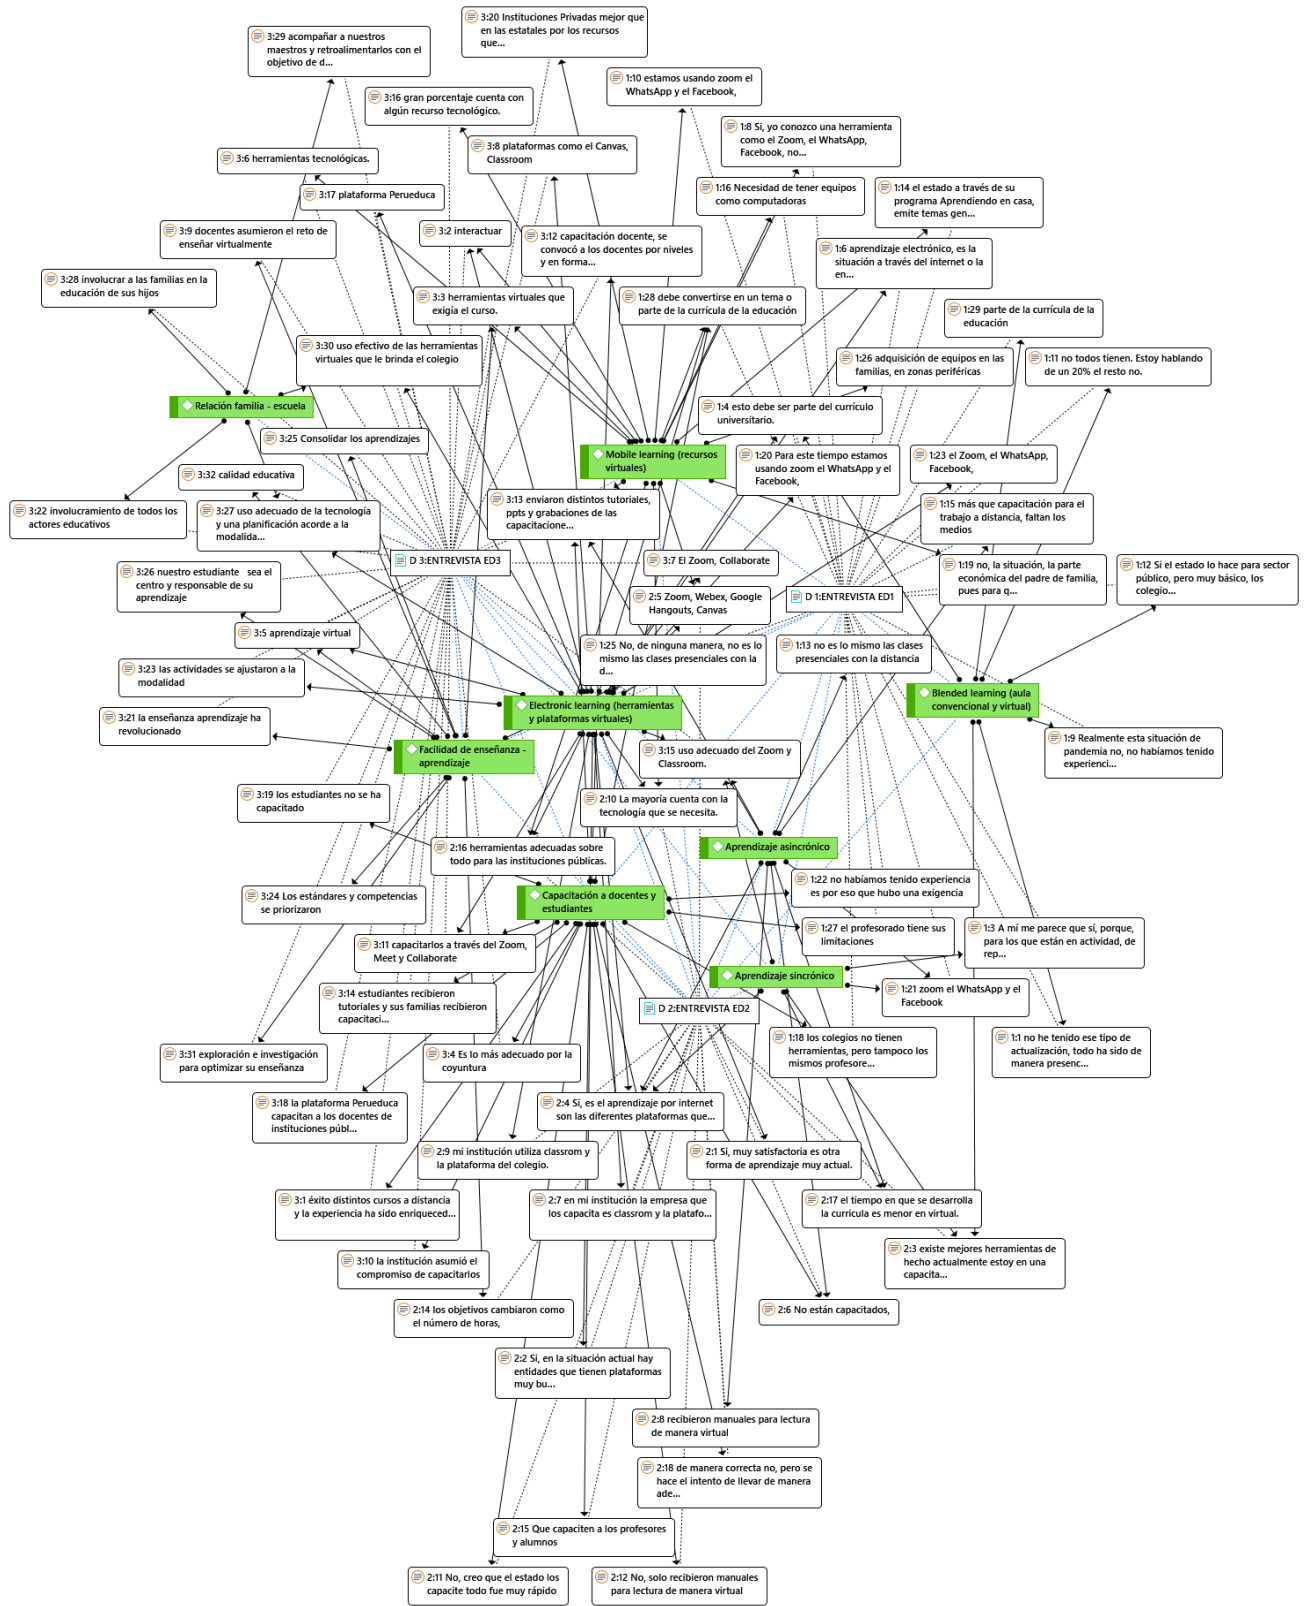 3:20 Instituciones Privadas mejor que
en las estatales por los recursos
que...
3:29 acompañar a nuestros
maestros y retroalimentarlos con el
objetivo de d...
1:10 estamos usando zoom el
WhatsApp y el Facebook,
3:16 gran porcentaje cuenta con
algún recurso tecnológico.
1:8 Si, yo conozco una herramienta
como el Zoom, el WhatsApp,
Facebook, no...
3:8 plataformas como el Canvas,
Classroom
3:6 herramientas tecnológicas.
3:17 plataforma Perueduca
1:16 Necesidad de tener equipos
como computadoras
1:14 el estado a través de su
programa Aprendiendo en casa,
emite temas gen...
3:9 docentes asumieron el reto de
enseñar virtualmente
3:2 interactuar
3:12 capacitación docente, se
convocó a los docentes por niveles
y en forma...
1:6 aprendizaje electrónico, es la
situación a través del internet o la
en...
3:28 involucrar a las familias en la
educación de sus hijos
3:3 herramientas virtuales que
exigía el curso.
1:28 debe convertirse en un tema o
parte de la currícula de la educación
1:29 parte de la currícula de la
educación
3:30 uso efectivo de las herramientas
virtuales que le brinda el colegio
1:26 adquisición de equipos en las
familias, en zonas periféricas
1:11 no todos tienen. Estoy hablando
de un 20% el resto no.
Relación familia - escuela
1:4 esto debe ser parte del currículo
universitario.
3:25 Consolidar los aprendizajes
Mobile learning (recursos
virtuales)
1:20 Para este tiempo estamos
usando zoom el WhatsApp y el
Facebook,
1:23 el Zoom, el WhatsApp,
Facebook,
3:32 calidad educativa
3:22 involucramiento de todos los
actores educativos
3:27 uso adecuado de la tecnología
y una planificación acorde a la
modalida...
3:13 enviaron distintos tutoriales,
ppts y grabaciones de las
capacitacione...
1:15 más que capacitación para el
trabajo a distancia, faltan los
medios
D 3:ENTREVISTA ED3
3:7 El Zoom, Collaborate
1:19 no, la situación, la parte
económica del padre de familia,
pues para q...
1:12 Si el estado lo hace para sector
público, pero muy básico, los
colegio...
3:26 nuestro estudiante sea el
centro y responsable de su
aprendizaje
2:5 Zoom, Webex, Google
Hangouts, Canvas
D 1:ENTREVISTA ED1
3:5 aprendizaje virtual
1:25 No, de ninguna manera, no es lo
mismo las clases presenciales con la
d...
1:13 no es lo mismo las clases
presenciales con la distancia
3:23 las actividades se ajustaron a la
modalidad
Blended learning (aula
convencional y virtual)
Electronic learning (herramientas
y plataformas virtuales)
3:21 la enseñanza aprendizaje ha
revolucionado
1:9 Realmente esta situación de
pandemia no, no habíamos tenido
experienci...
Facilidad de enseñanza -
aprendizaje
3:15 uso adecuado del Zoom y
Classroom.
3:19 los estudiantes no se ha
capacitado
2:10 La mayoría cuenta con la
tecnología que se necesita.
2:16 herramientas adecuadas sobre
todo para las instituciones públicas.
Aprendizaje asincrónico
1:22 no habíamos tenido experiencia
es por eso que hubo una exigencia
3:24 Los estándares y competencias
se priorizaron
Capacitación a docentes y
estudiantes
1:27 el profesorado tiene sus
limitaciones
1:3 A mí me parece que sí, porque,
para los que están en actividad, de
rep...
3:11 capacitarlos a través del Zoom,
Meet y Collaborate
Aprendizaje sincrónico
1:21 zoom el WhatsApp y el
Facebook
3:14 estudiantes recibieron
tutoriales y sus familias recibieron
capacitaci...
D 2:ENTREVISTA ED2
1:18 los colegios no tienen
herramientas, pero tampoco los
mismos profesore...
1:1 no he tenido ese tipo de
actualización, todo ha sido de
manera presenc...
3:31 exploración e investigación
para optimizar su enseñanza
3:4 Es lo más adecuado por la
coyuntura
3:18 la plataforma Perueduca
capacitan a los docentes de
instituciones públ...
2:4 Si, es el aprendizaje por internet
son las diferentes plataformas que...
2:9 mi institución utiliza classrom y
la plataforma del colegio.
2:1 Si, muy satisfactoria es otra
forma de aprendizaje muy actual.
3:1 éxito distintos cursos a distancia
y la experiencia ha sido enriqueced...
2:7 en mi institución la empresa que
los capacita es classrom y la platafo...
2:17 el tiempo en que se desarrolla
la curricula es menor en virtual.
3:10 la institución asumió el
compromiso de capacitarlos
2:3 existe mejores herramientas de
hecho actualmente estoy en una
capacita...
2:14 los objetivos cambiaron como
el número de horas,
2:6 No están capacitados,
2:2 Si, en la situación actual hay
entidades que tienen plataformas
muy bu...
2:8 recibieron manuales para lectura
de manera virtual
2:18 de manera correcta no, pero se
hace el intento de llevar de manera
ade...
2:15 Que capaciten a los profesores
y alumnos
2:11 No, creo que el estado los
capacite todo fue muy rápido
2:12 No, solo recibieron manuales
para lectura de manera virtual